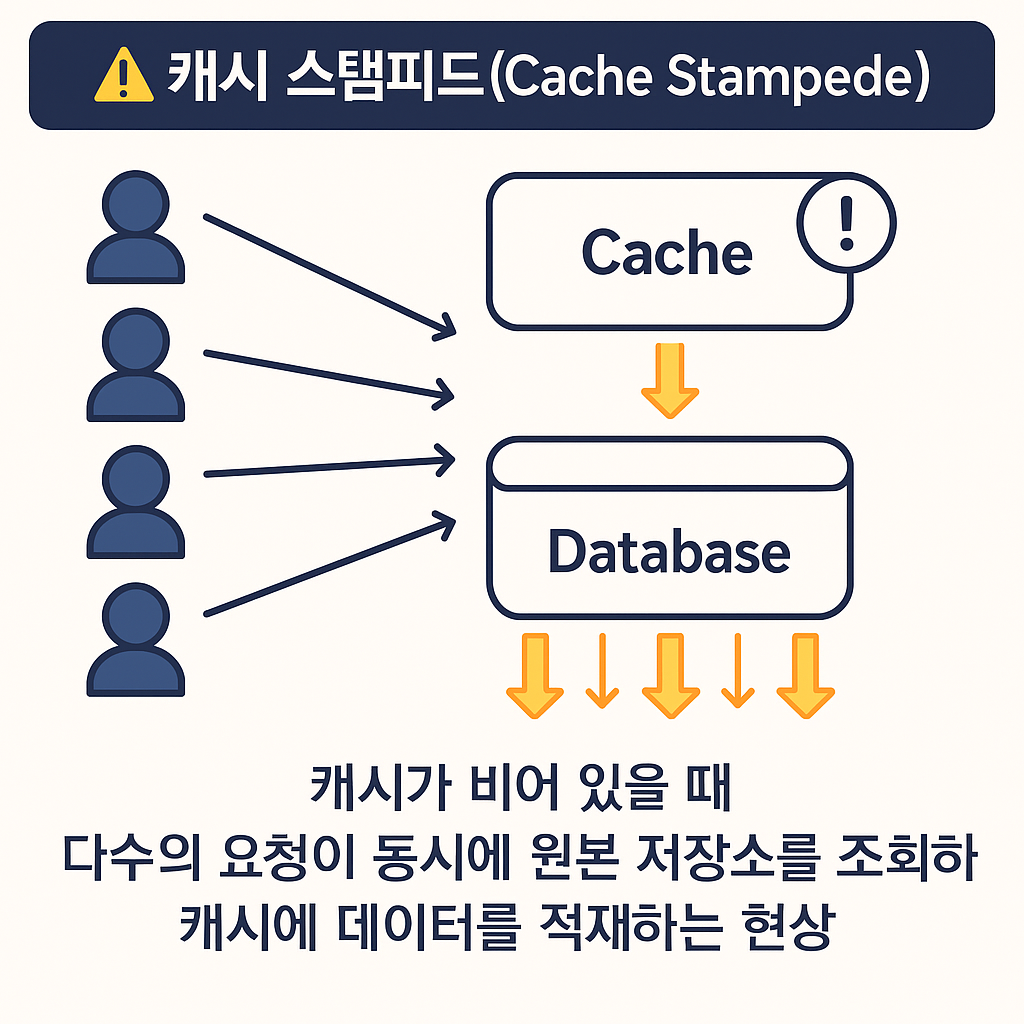 캐시 스탬피드(Cache Stampede)
Cache
Database
캐시가 비어 있을 때
다수의 요청이 동시에 원본 저장소를 조회하
캐시에 데이터를 적재하는 현상